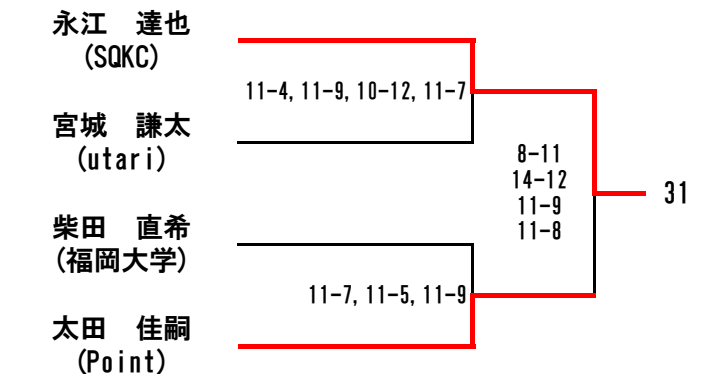 永江　達也
(SQKC)
11-4, 11-9, 10-12, 11-7
宮城　謙太
(utari)
8-11
14-12
11-9
11-8
31
柴田　直希
(福岡大学)
11-7, 11-5, 11-9
太田　佳嗣
(Point)